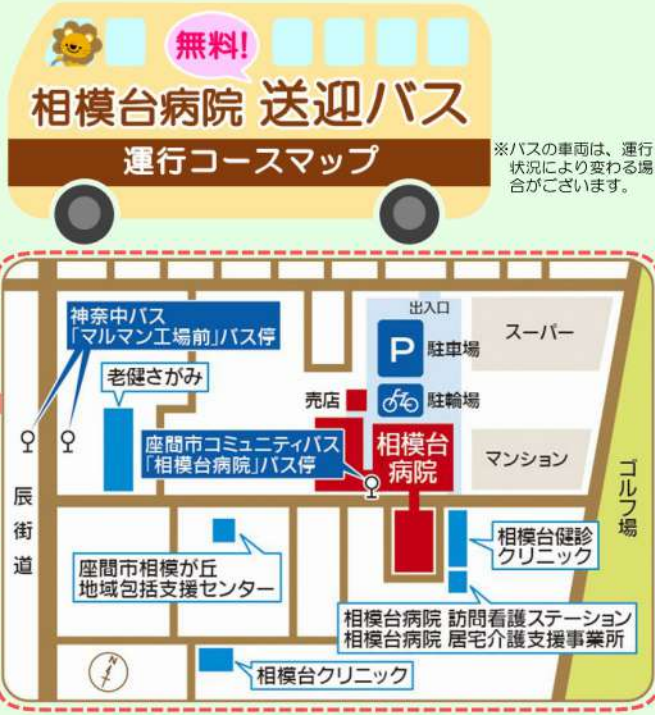 無料!
相模台病院 送迎バス
運行コースマップ
※バスの車両は、運行
状況により変わる場
合がございます。
出入口
神奈中バス
「マルマン工場前」バス停
P 駐車場
スーパー
老健さがみ
売店
駐輪場
座間市コミュニティバス
「相模台病院」バス停
相模台
病院
マンション
ゴルフ場
辰街道
相模台健診
クリニック
座間市相模が丘
地域包括支援センター
相模台病院 訪問看護ステーション
相模台病院 居宅介護支援事業所
N
相模台クリニック